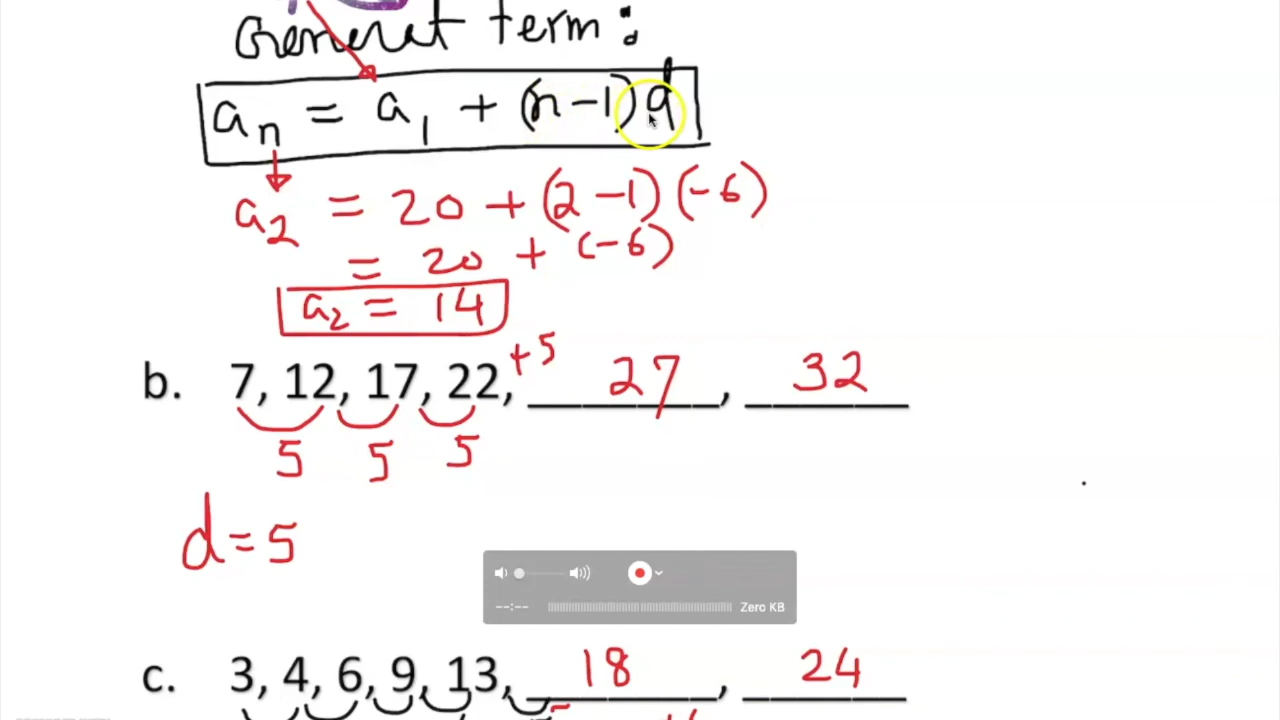 General term:
aₙ = a₁ + (n-1)d
a₂ = 20 + (2-1)(-6)
= 20 + (-6)
a₂ = 14
b. 7, 12, 17, 22, +5 27, 32
5 5 5
d=5
--:-- Zero KB
c. 3, 4, 6, 9, 13, 18, 24